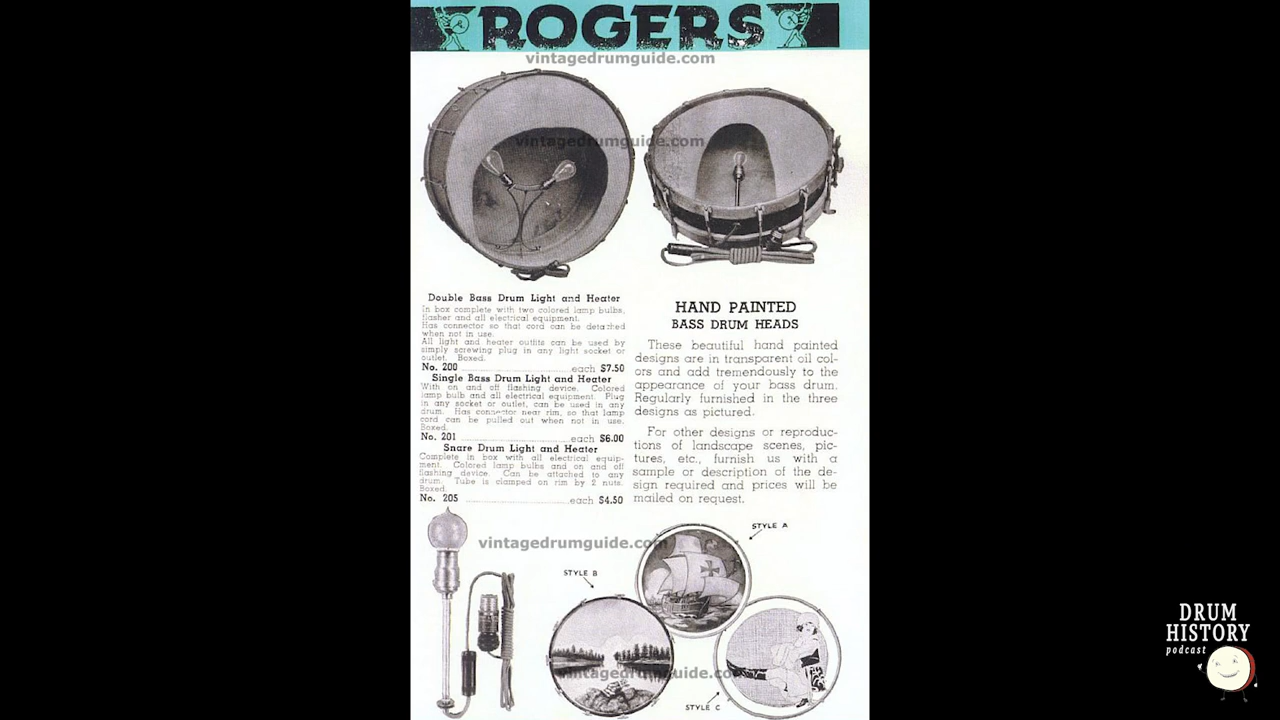 ROGERS
vintagedrumguide.com
vintagedrumguide.com
Double Bass Drum Light and Heater
In box complete with two colored lamp bulbs,
flasher and all electrical equipment.
Has connector so that cord can be detached
when not in use.
All light and heater outfits can be used by
simply screwing plug in any light socket or
outlet. Boxed.
No. 200 each $7.50
Single Bass Drum Light and Heater
With on and off flashing device. Colored
lamp bulb and all electrical equipment. Plug
in any socket or outlet, can be used in any
drum. Has connector near rim, so that lamp
cord can be pulled out when not in use.
Boxed.
No. 201 each $6.00
Snare Drum Light and Heater
Complete in box with all electrical equip-
ment. Colored lamp bulbs and on and off
flashing device. Can be attached to any
drum. Tube is clamped on rim by 2 nuts.
Boxed.
No. 205 each $4.50
HAND PAINTED
BASS DRUM HEADS
These beautiful hand painted
designs are in transparent oil col-
ors and add tremendously to the
appearance of your bass drum.
Regularly furnished in the three
designs as pictured.
For other designs or reproduc-
tions of landscape scenes, pic-
tures, etc., furnish us with a
sample or description of the de-
sign required and prices will be
mailed on request.
vintagedrumguide.com
STYLE A
STYLE B
vintagedrumguide.com
STYLE C
DRUM
HISTORY
podcast